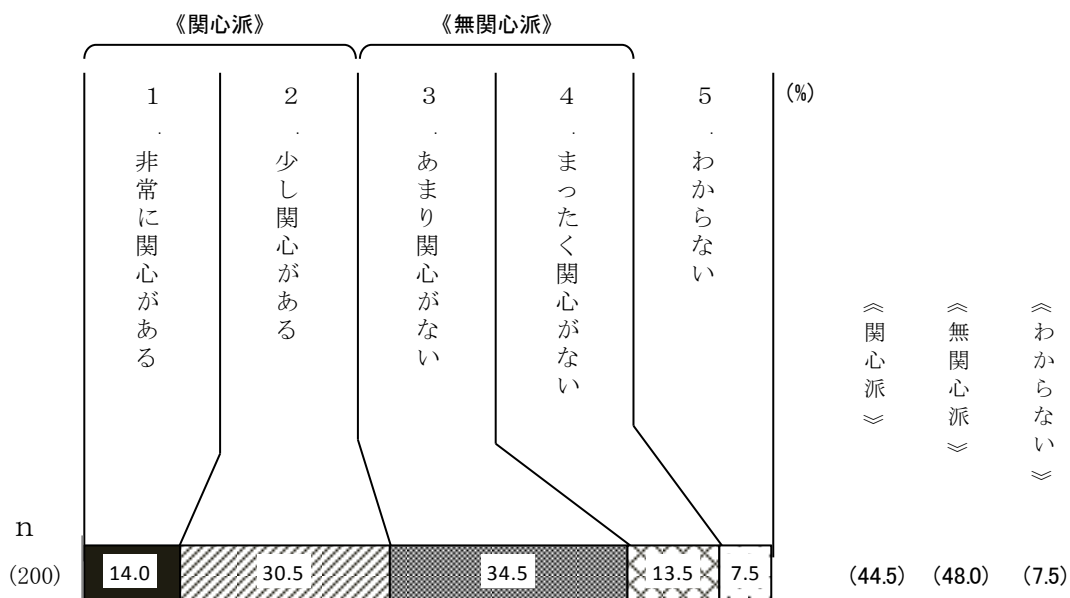 《関心派》
《無関心派》
1.非常に関心がある
2.少し関心がある
3.あまり関心がない
4.まったく関心がない
5.わからない
(%)
《関心派》
《無関心派》
《わからない》
n
(200)
14.0
30.5
34.5
13.5
7.5
(44.5)
(48.0)
(7.5)